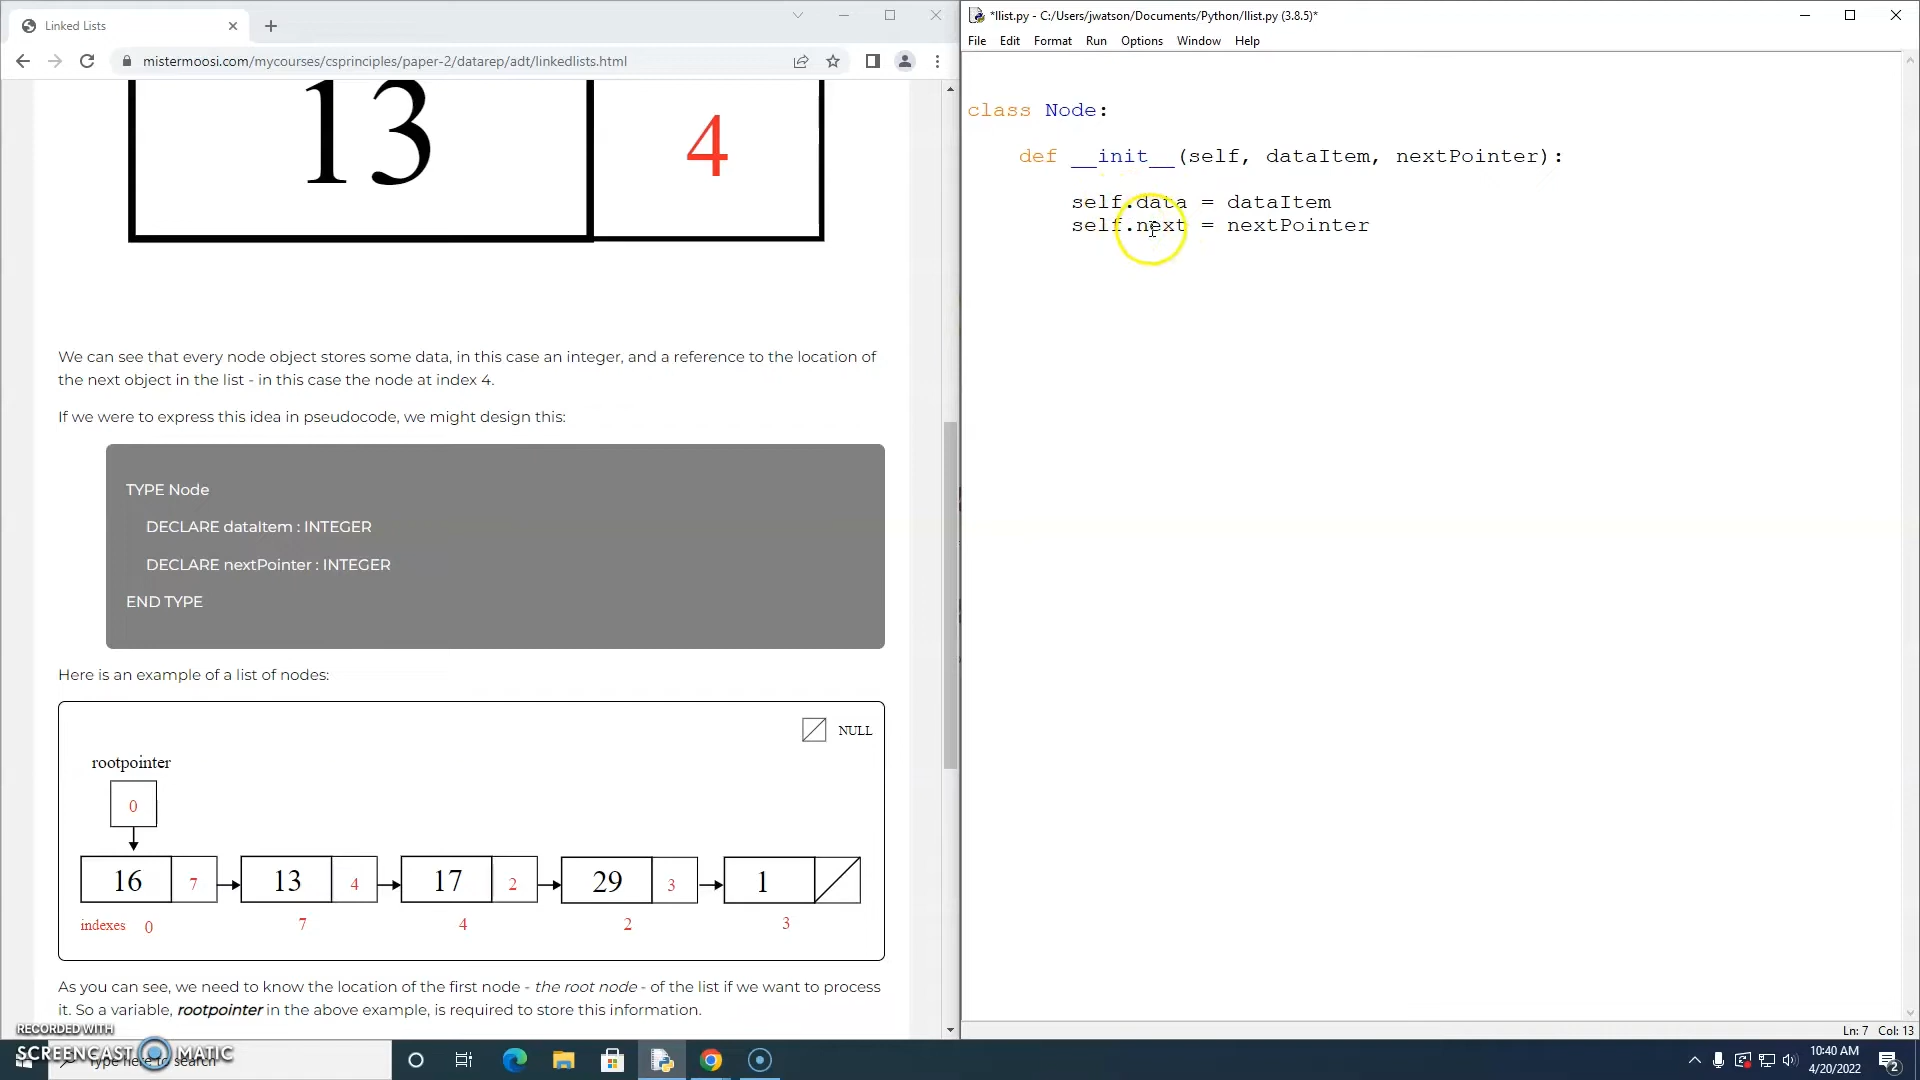 Linked Lists
mistermoosi.com/mycourses/csprinciples/paper-2/datarep/adt/linkedlists.html
13
4
We can see that every node object stores some data, in this case an integer, and a reference to the location of
the next object in the list - in this case the node at index 4.
If we were to express this idea in pseudocode, we might design this:
TYPE Node
DECLARE dataItem : INTEGER
DECLARE nextPointer : INTEGER
END TYPE
Here is an example of a list of nodes:
NULL
rootpointer
0
16 7 13 4 17 2 29 3 1
indexes 0 7 4 2 3
As you can see, we need to know the location of the first node - the root node - of the list if we want to process
it. So a variable, rootpointer in the above example, is required to store this information.
*llist.py - C:/Users/jwatson/Documents/Python/llist.py (3.8.5)*
File Edit Format Run Options Window Help
class Node:
def __init__(self, dataItem, nextPointer):
self.data = dataItem
self.next = nextPointer
Ln: 7 Col: 13
RECORDED WITH
SCREENCAST MATIC
Type here to search
10:40 AM
4/20/2022
2